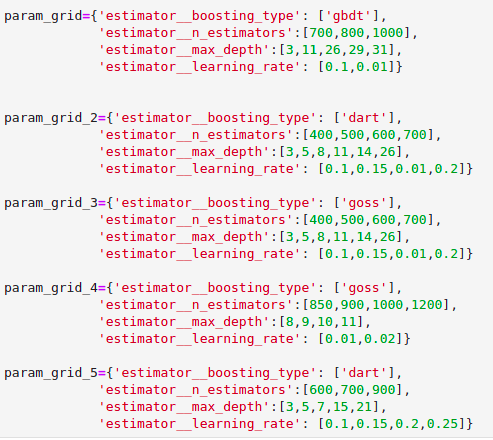 param_grid={'estimator__boosting_type': ['gbdt'],
'estimator__n_estimators':[700,800,1000],
'estimator__max_depth':[3,11,26,29,31],
'estimator__learning_rate': [0.1,0.01]}
param_grid_2={'estimator__boosting_type': ['dart'],
'estimator__n_estimators':[400,500,600,700],
'estimator__max_depth':[3,5,8,11,14,26],
'estimator__learning_rate': [0.1,0.15,0.01,0.2]}
param_grid_3={'estimator__boosting_type': ['goss'],
'estimator__n_estimators':[400,500,600,700],
'estimator__max_depth':[3,5,8,11,14,26],
'estimator__learning_rate': [0.1,0.15,0.01,0.2]}
param_grid_4={'estimator__boosting_type': ['goss'],
'estimator__n_estimators':[850,900,1000,1200],
'estimator__max_depth':[8,9,10,11],
'estimator__learning_rate': [0.01,0.02]}
param_grid_5={'estimator__boosting_type': ['dart'],
'estimator__n_estimators':[600,700,900],
'estimator__max_depth':[3,5,7,15,21],
'estimator__learning_rate': [0.1,0.15,0.2,0.25]}